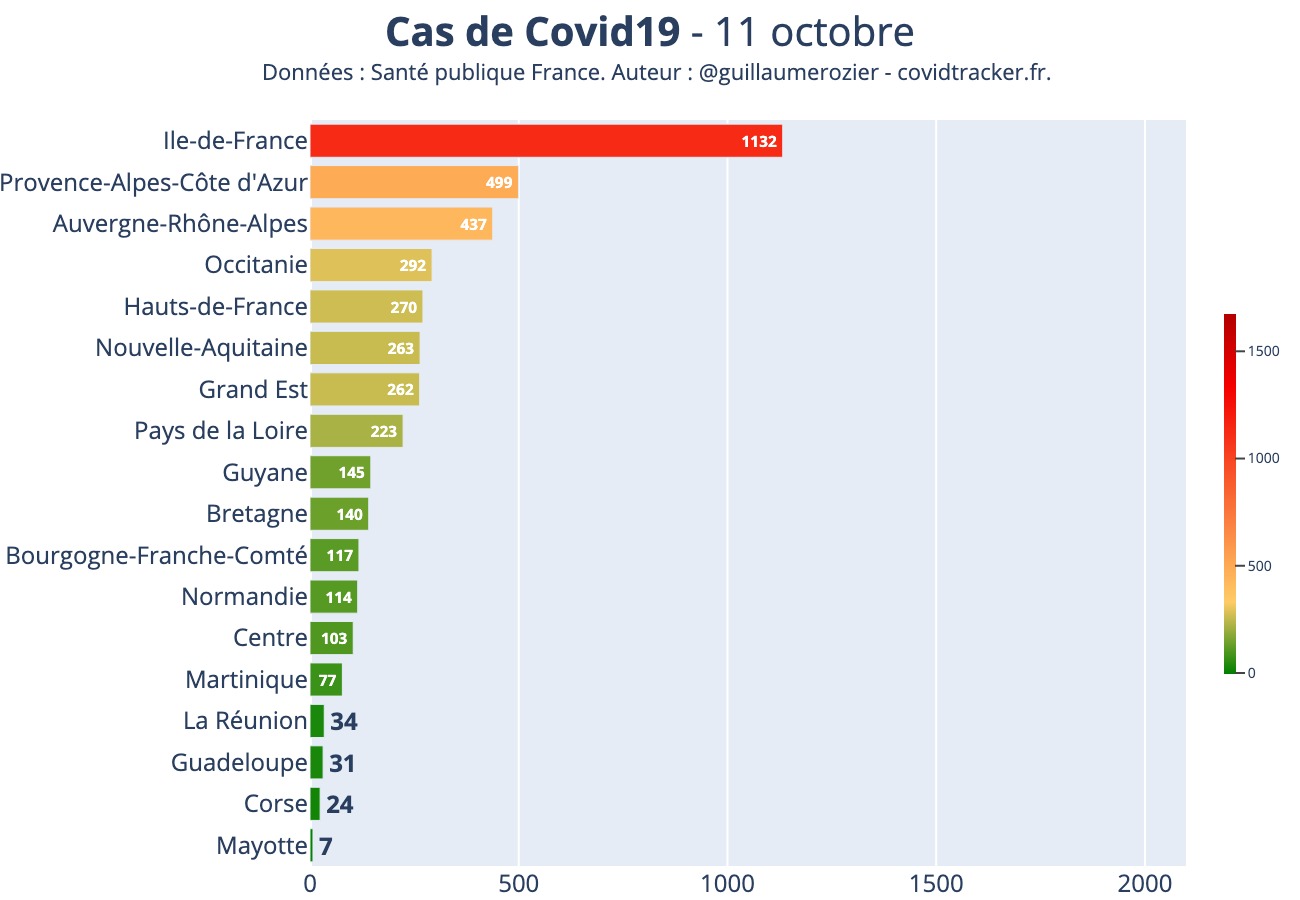 Cas de Covid19 - 11 octobre
Données : Santé publique France. Auteur : @guillaumerozier - covidtracker.fr.
Ile-de-France 1132
Provence-Alpes-Côte d'Azur 499
Auvergne-Rhône-Alpes 437
Occitanie 292
Hauts-de-France 270
Nouvelle-Aquitaine 263
Grand Est 262
Pays de la Loire 223
Guyane 145
Bretagne 140
Bourgogne-Franche-Comté 117
Normandie 114
Centre 103
Martinique 77
La Réunion 34
Guadeloupe 31
Corse 24
Mayotte 7
0 500 1000 1500 2000
1500
1000
500
0